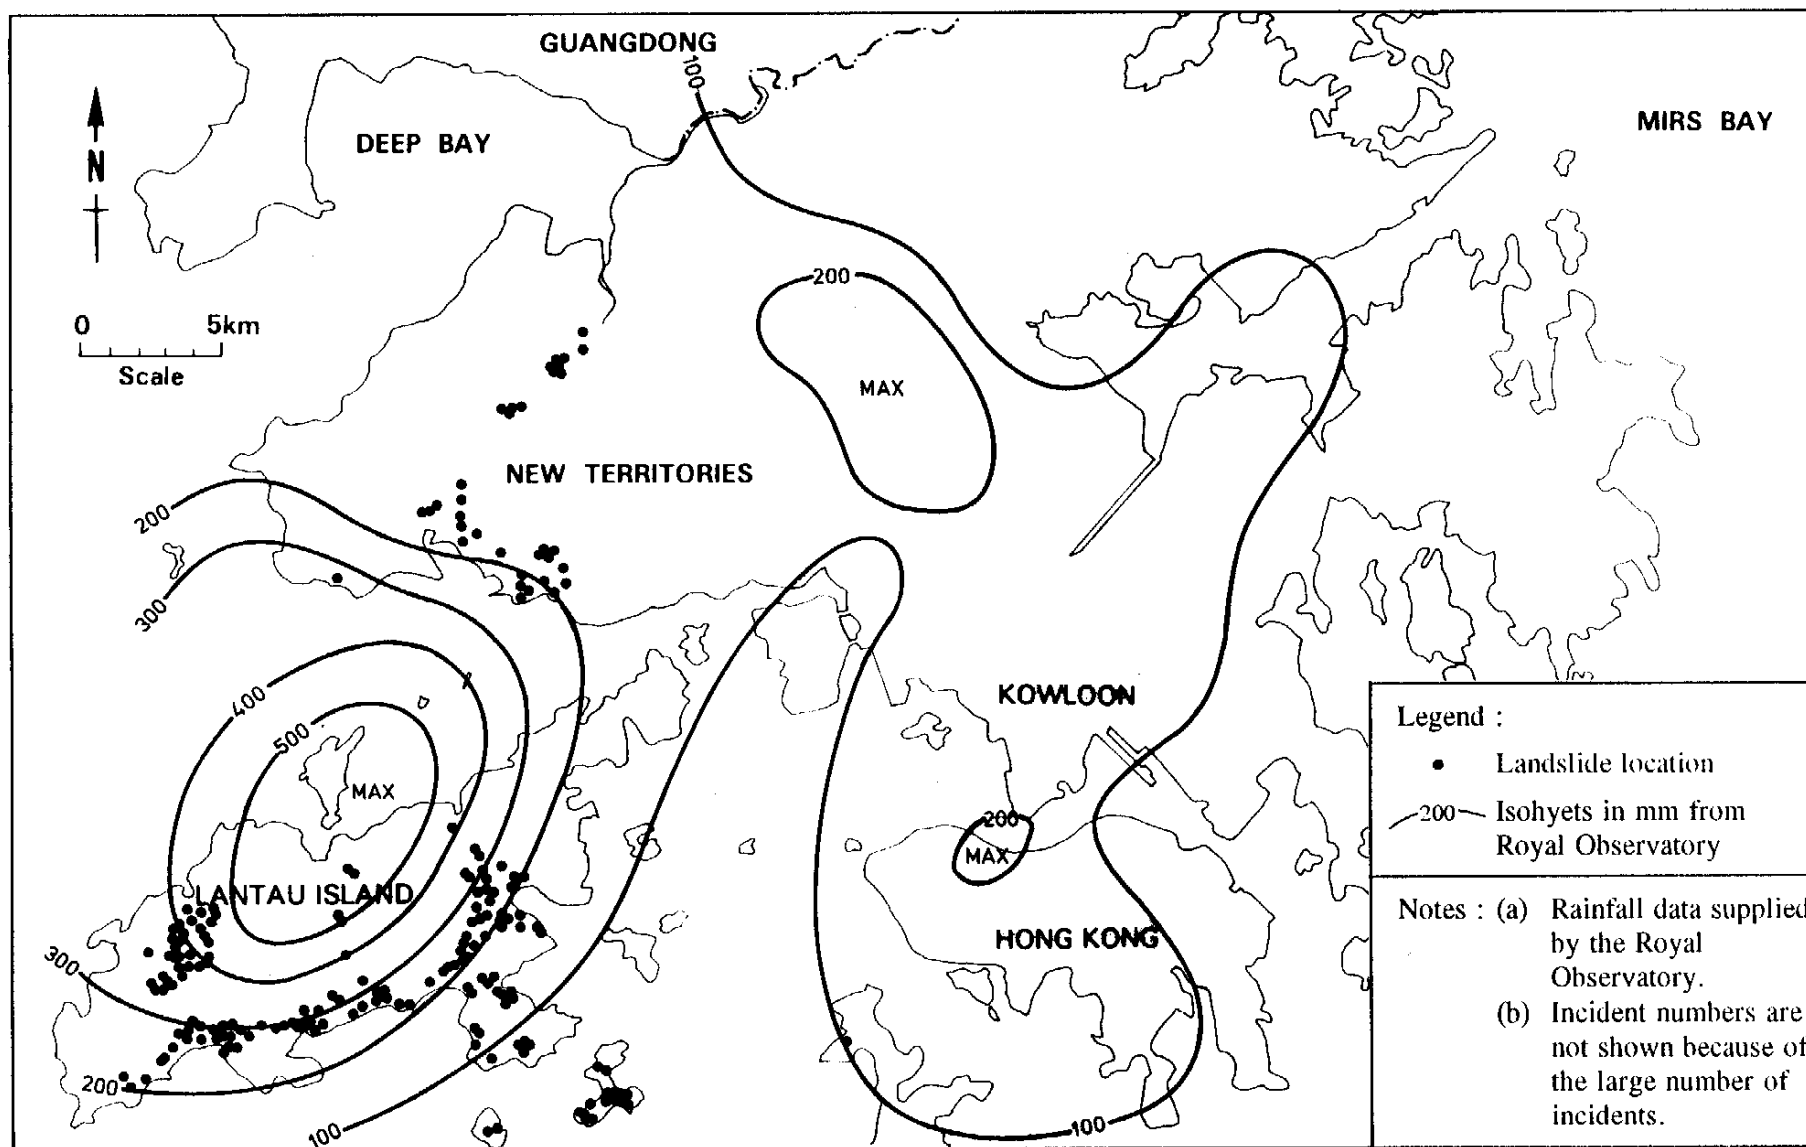 GUANGDONG
100
DEEP BAY
MIRS BAY
N
200
0 5km
Scale
MAX
NEW TERRITORIES
200
300
400
500
MAX
KOWLOON
200
MAX
LANTAU ISLAND
HONG KONG
300
200
100
100
Legend :
Landslide location
200 Isohyets in mm from
Royal Observatory
Notes : (a) Rainfall data supplied
by the Royal
Observatory.
(b) Incident numbers are
not shown because of
the large number of
incidents.